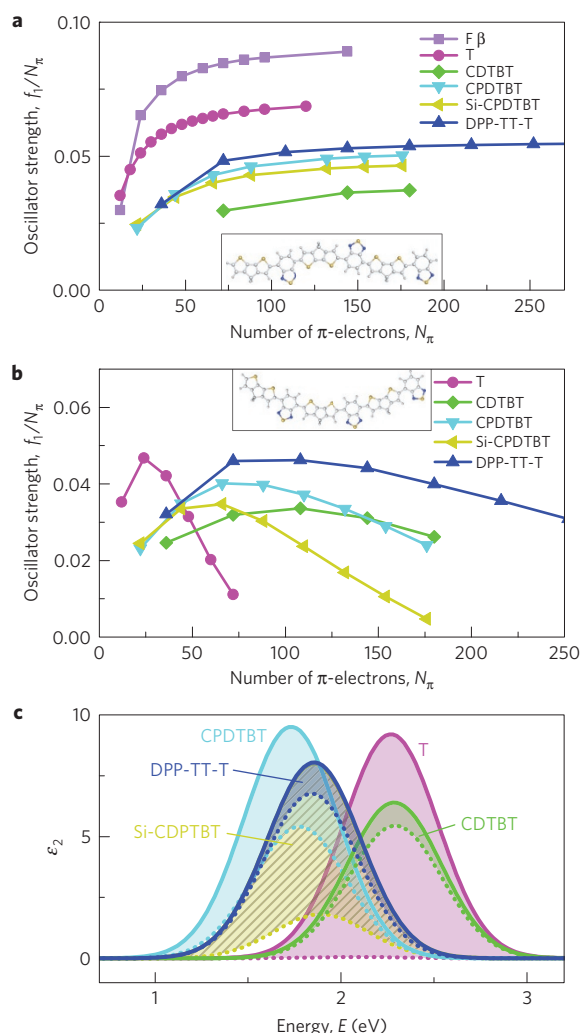 a
0.10
0.05
0.00
Oscillator strength, f₁/Nπ
F β
T
CDTBT
CPDTBT
Si-CPDTBT
DPP-TT-T
0 50 100 150 200 250
Number of π-electrons, Nπ
b
0.06
0.04
0.02
0.00
Oscillator strength, f₁/Nπ
T
CDTBT
CPDTBT
Si-CPDTBT
DPP-TT-T
0 50 100 150 200 250
Number of π-electrons, Nπ
c
10
5
0
ε₂
CPDTBT
DPP-TT-T
Si-CDPTBT
T
CDTBT
1 2 3
Energy, E (eV)